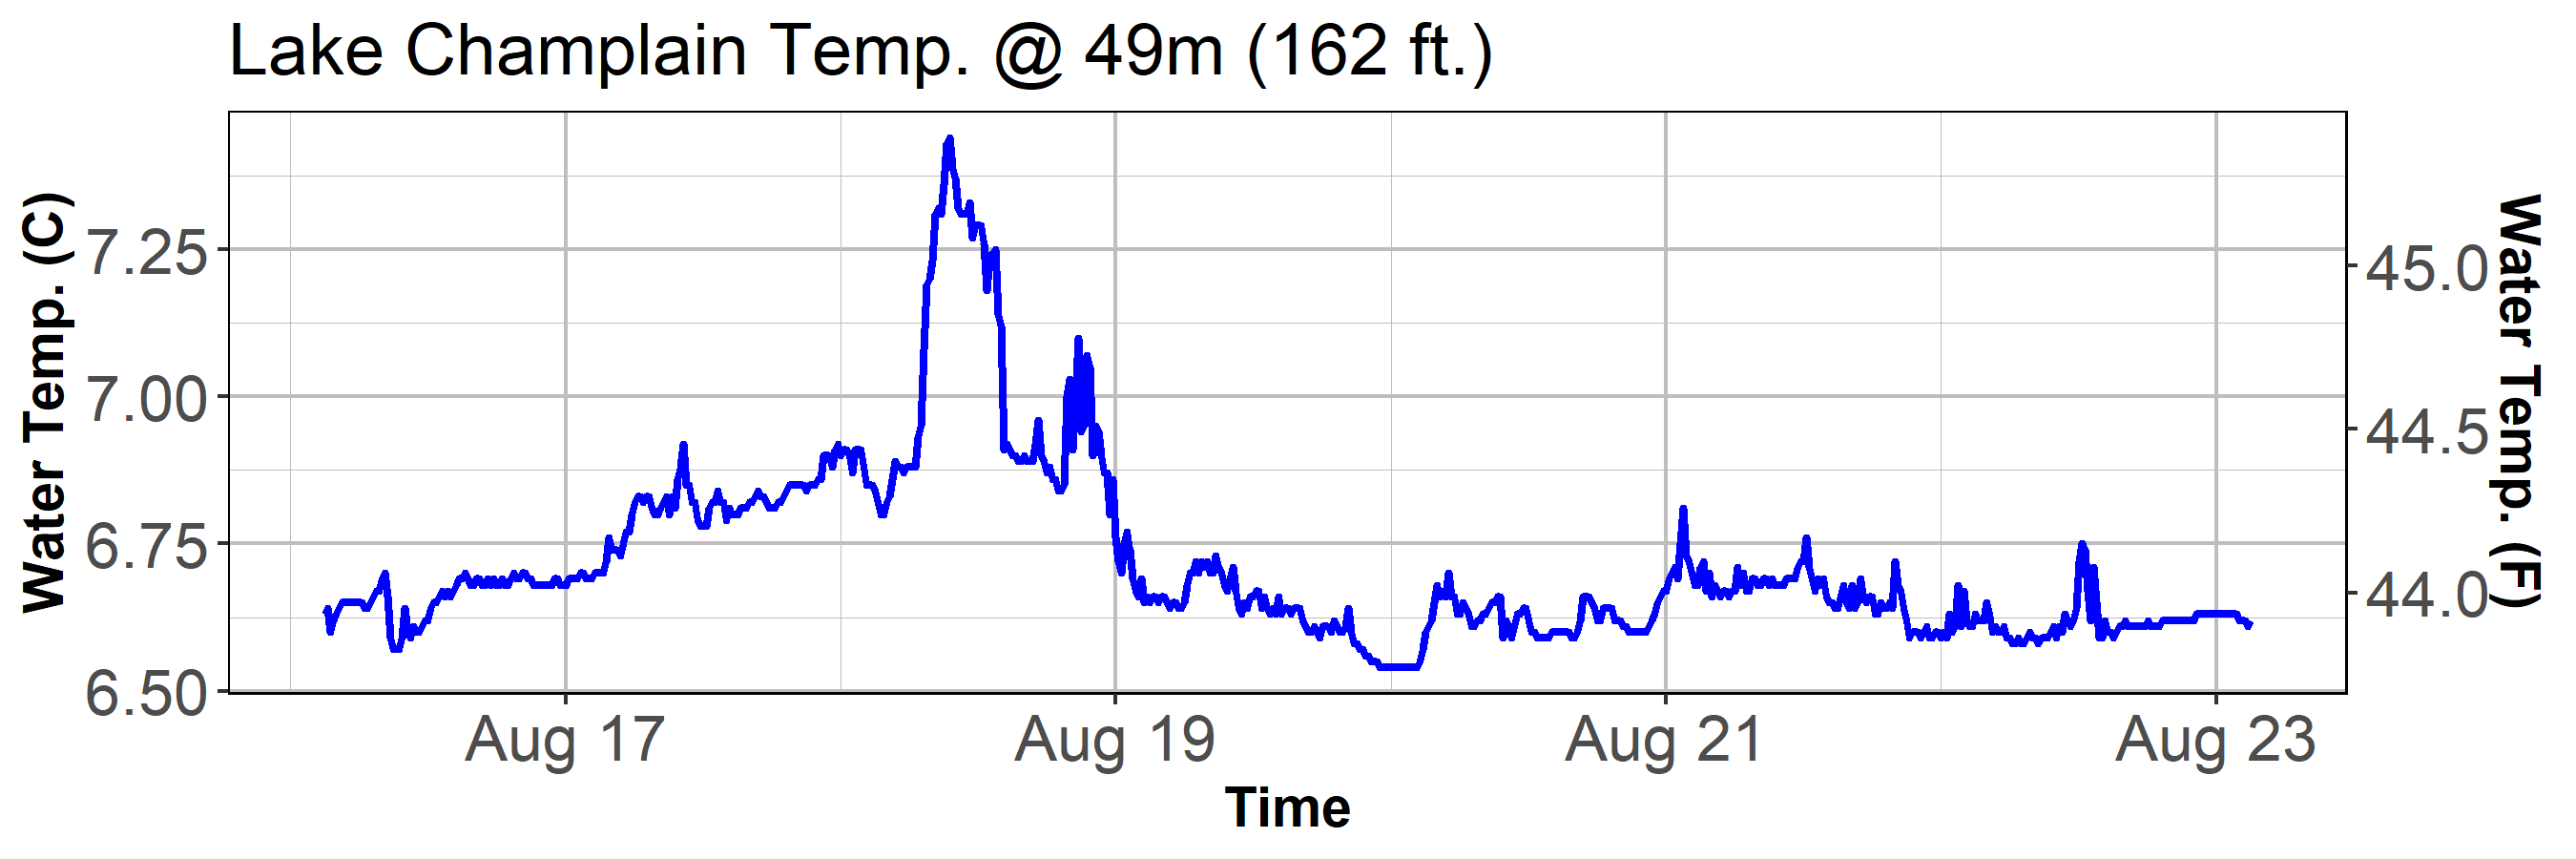 Lake Champlain Temp. @ 49m (162 ft.)
Water Temp. (C)
7.25
7.00
6.75
6.50
45.0
44.5
44.0
Water Temp. (F)
Aug 17
Aug 19
Aug 21
Aug 23
Time